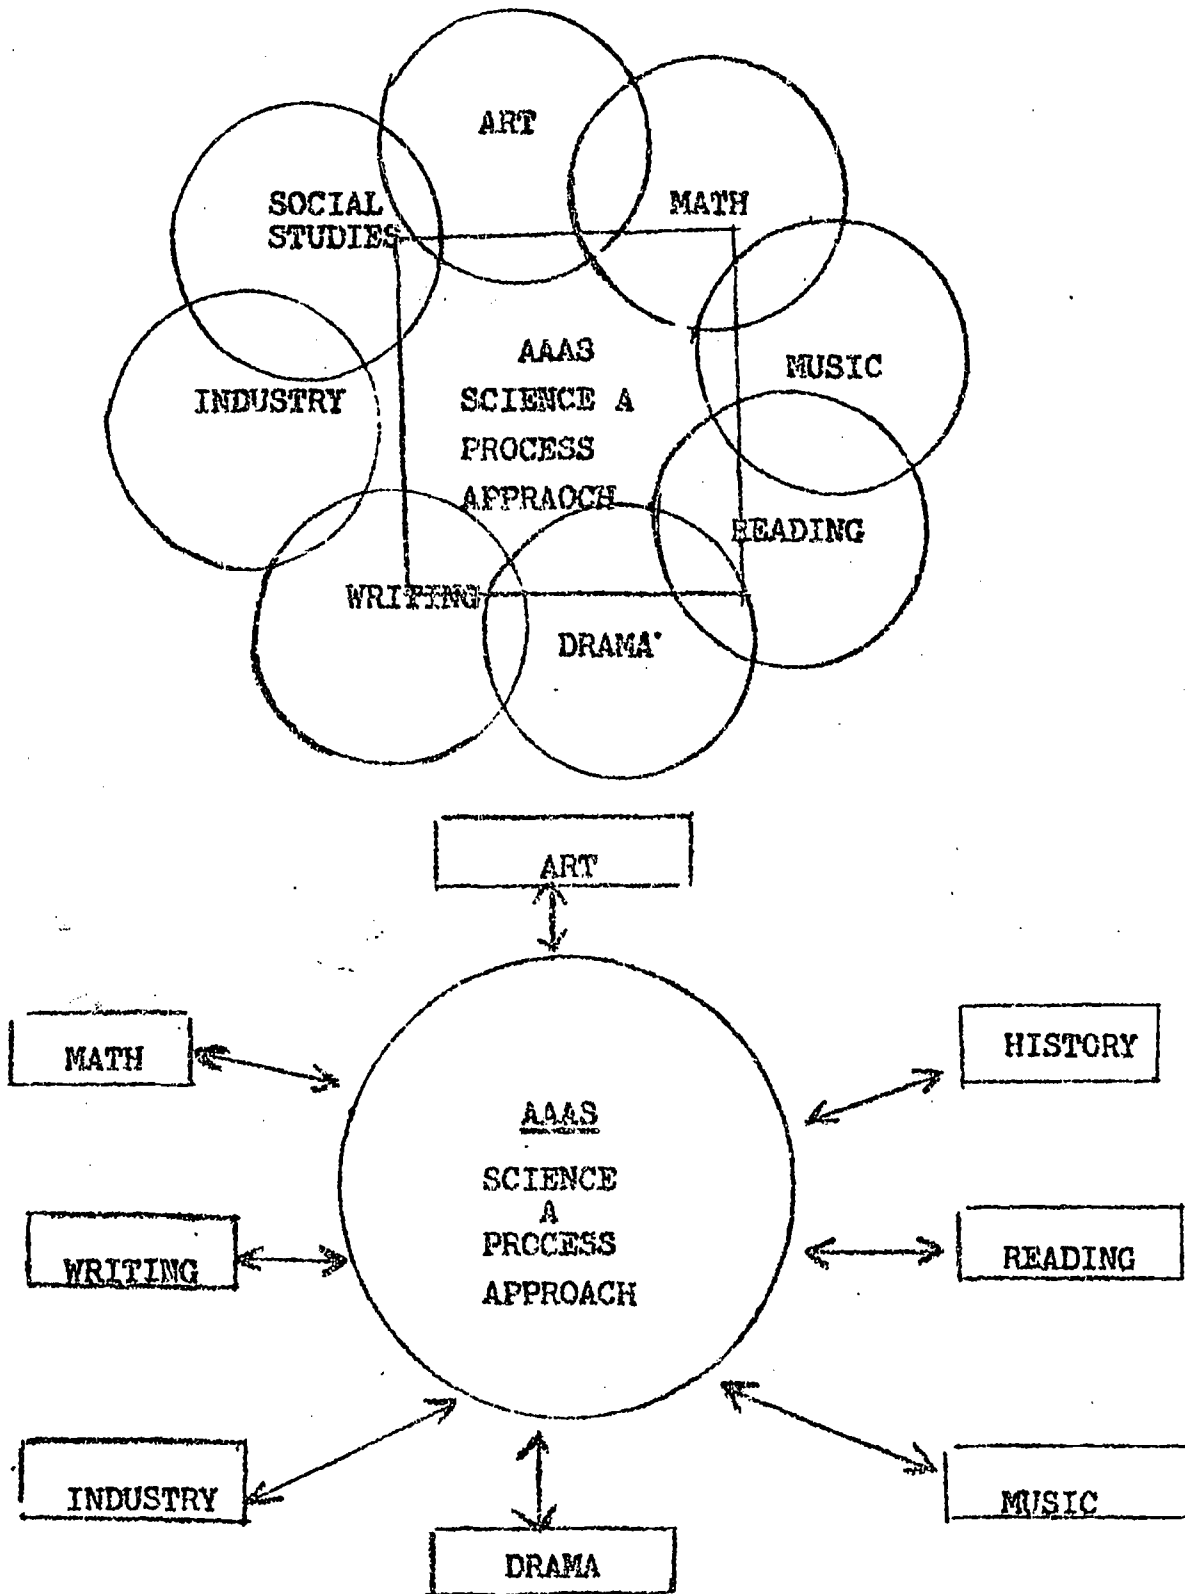 ART
MATH
SOCIAL
STUDIES
AAAS
MUSIC
SCIENCE A
INDUSTRY
PROCESS
APPRAOCH
READING
WRITING
DRAMA
ART
MATH
HISTORY
AAAS
SCIENCE
A
PROCESS
APPROACH
WRITING
READING
INDUSTRY
MUSIC
DRAMA